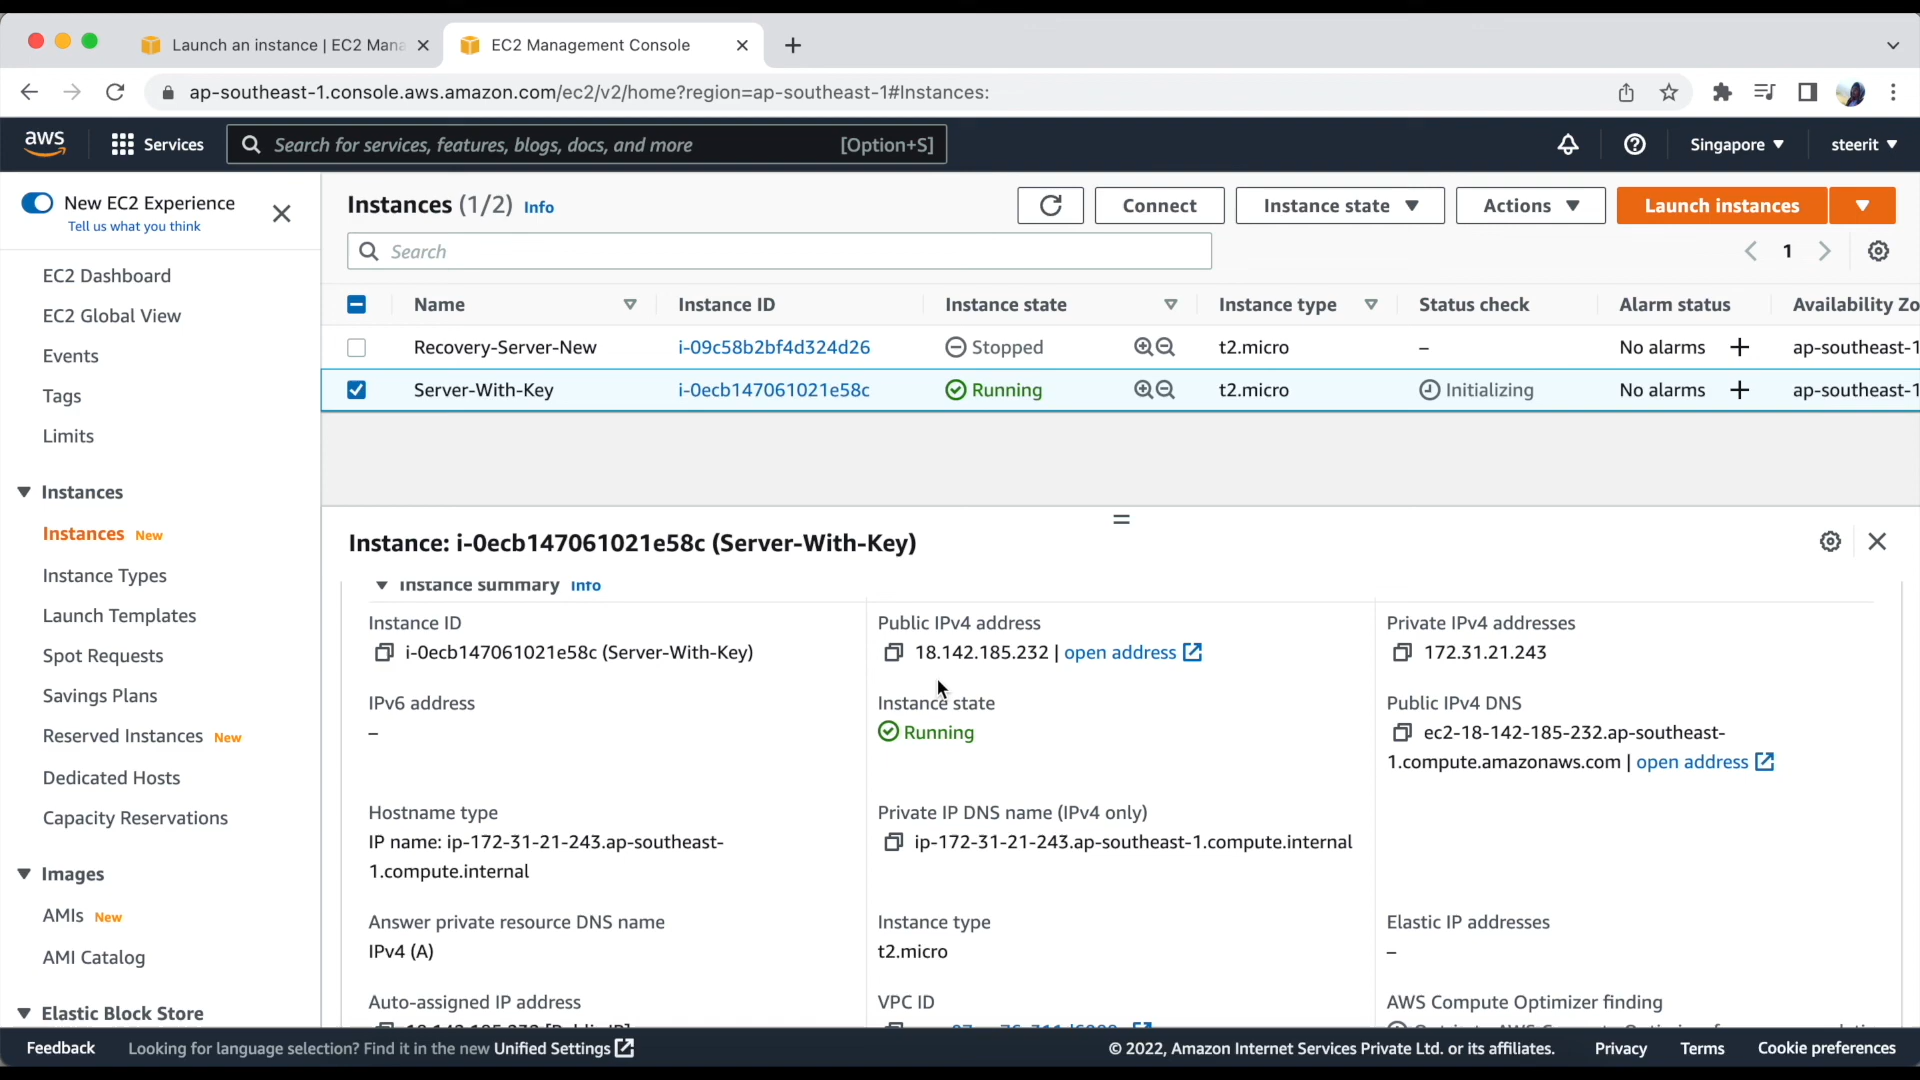 Launch an instance | EC2 Mana
EC2 Management Console
ap-southeast-1.console.aws.amazon.com/ec2/v2/home?region=ap-southeast-1#Instances:
aws
Services
Search for services, features, blogs, docs, and more
[Option+S]
Singapore
steerit
New EC2 Experience
Tell us what you think
EC2 Dashboard
EC2 Global View
Events
Tags
Limits
Instances
Instances New
Instance Types
Launch Templates
Spot Requests
Savings Plans
Reserved Instances New
Dedicated Hosts
Capacity Reservations
Images
AMIs New
AMI Catalog
Elastic Block Store
Instances (1/2) Info
Connect
Instance state
Actions
Launch instances
Search
1
Name Instance ID Instance state Instance type Status check Alarm status Availability Zo
Recovery-Server-New i-09c58b2bf4d324d26 Stopped t2.micro – No alarms + ap-southeast-1
Server-With-Key i-0ecb147061021e58c Running t2.micro Initializing No alarms + ap-southeast-1
Instance: i-0ecb147061021e58c (Server-With-Key)
Instance summary Info
Instance ID
i-0ecb147061021e58c (Server-With-Key)
Public IPv4 address
18.142.185.232 | open address
Private IPv4 addresses
172.31.21.243
IPv6 address
–
Instance state
Running
Public IPv4 DNS
ec2-18-142-185-232.ap-southeast-
1.compute.amazonaws.com | open address
Hostname type
IP name: ip-172-31-21-243.ap-southeast-
1.compute.internal
Private IP DNS name (IPv4 only)
ip-172-31-21-243.ap-southeast-1.compute.internal
Answer private resource DNS name
IPv4 (A)
Instance type
t2.micro
Elastic IP addresses
–
Auto-assigned IP address
VPC ID
AWS Compute Optimizer finding
Feedback
Looking for language selection? Find it in the new Unified Settings
© 2022, Amazon Internet Services Private Ltd. or its affiliates.
Privacy
Terms
Cookie preferences